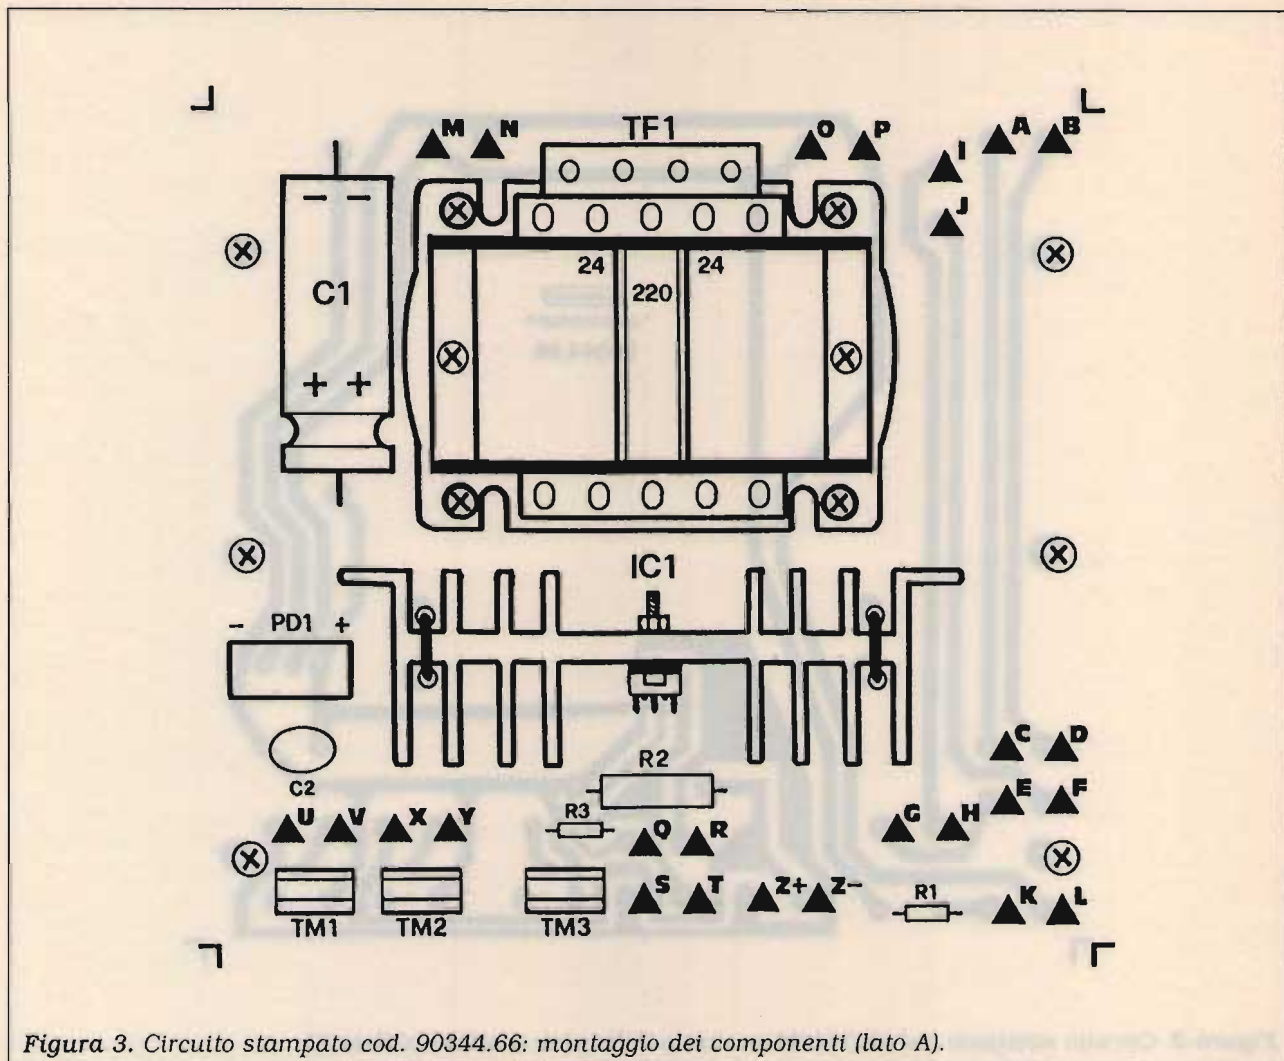 M N TF1 O P A B
I
J
- -
C1
24 24
220
+ +
IC1
- PD1 +
C D
R2
C2
E F
U V X Y R3 Q R G H
S T Z+ Z- R1 K L
TM1 TM2 TM3
Figura 3. Circuito stampato cod. 90344.66: montaggio dei componenti (lato A).